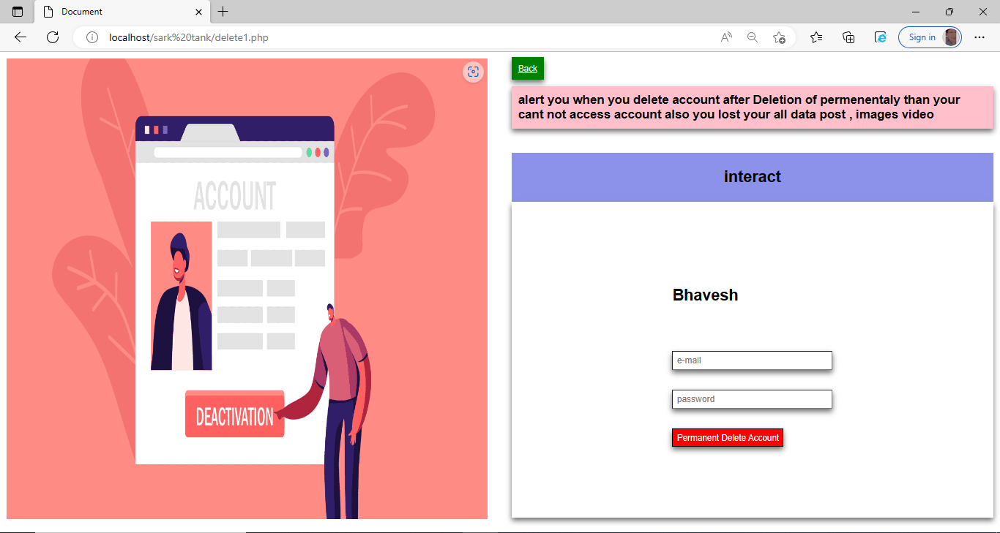 Document
localhost/sark%20tank/delete1.php
Sign in
ACCOUNT
DEACTIVATION
Back
alert you when you delete account after Deletion of permenentaly than your
cant not access account also you lost your all data post , images video
interact
Bhavesh
e-mail
password
Permanent Delete Account